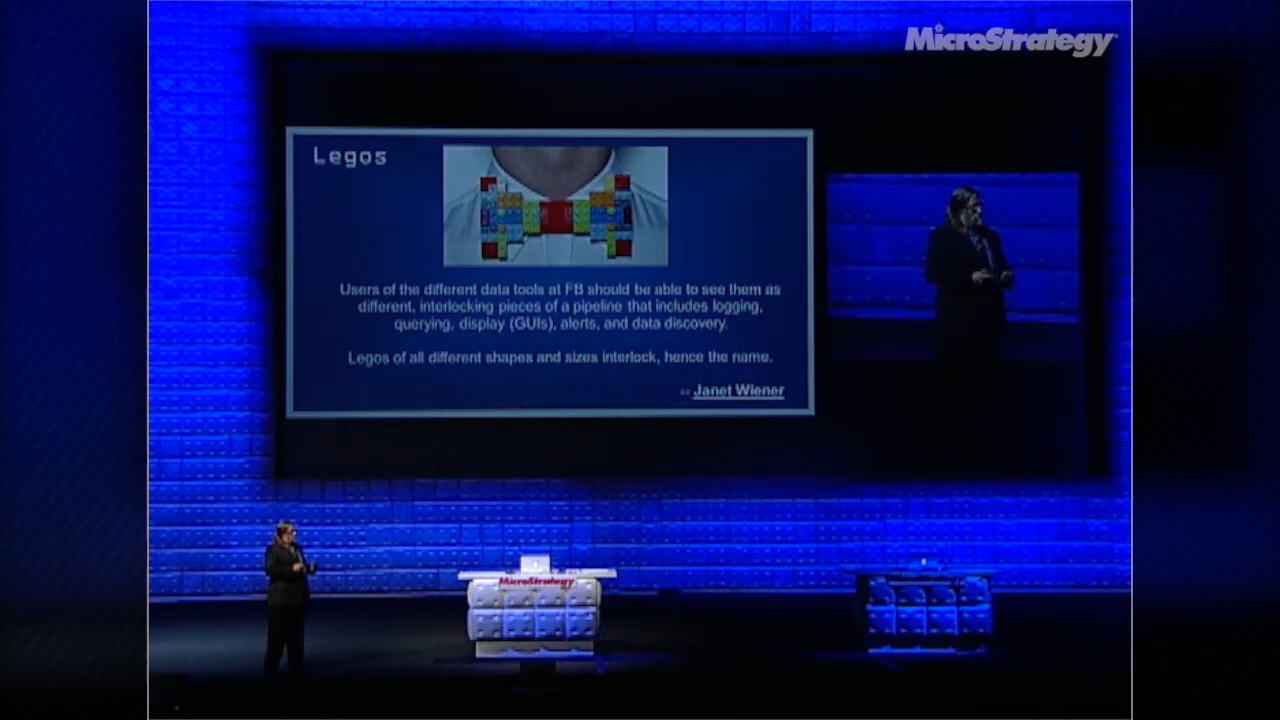 MicroStrategy
Legos
Users of the different data tools at FB should be able to see them as
different, interlocking pieces of a pipeline that includes logging,
querying, display (GUIs), alerts, and data discovery.
Legos of all different shapes and sizes interlock, hence the name.
-- Janet Wiener
MicroStrategy